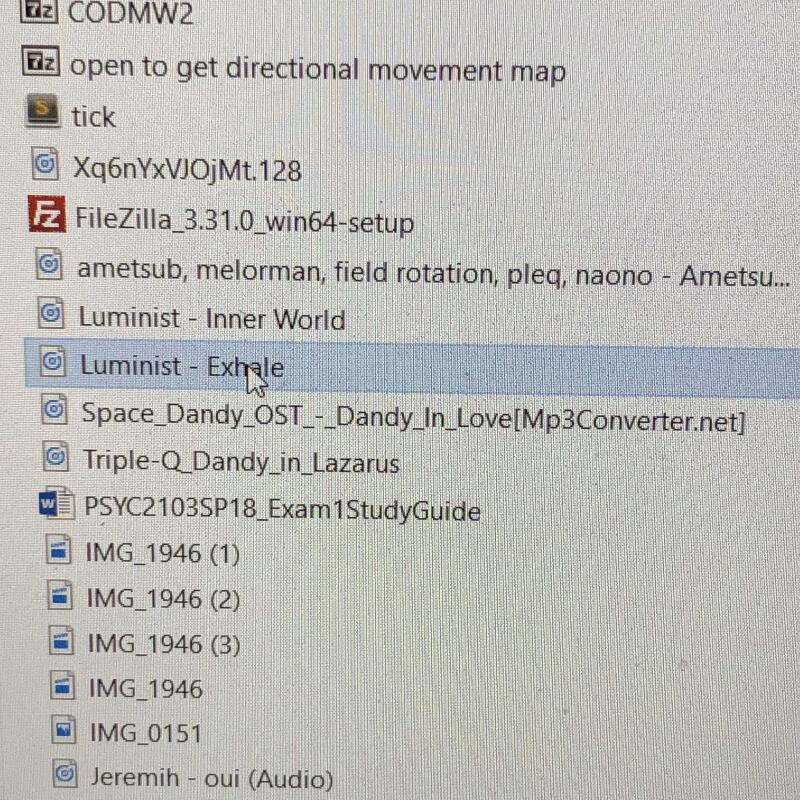 CODMW2
open to get directional movement map
tick
Xq6nYxVJOjMt.128
FileZilla_3.31.0_win64-setup
ametsub, melorman, field rotation, pleq, naono - Ametsu...
Luminist - Inner World
Luminist - Exhale
Space_Dandy_OST_-_Dandy_In_Love[Mp3Converter.net]
Triple-Q_Dandy_in_Lazarus
PSYC2103SP18_Exam1StudyGuide
IMG_1946 (1)
IMG_1946 (2)
IMG_1946 (3)
IMG_1946
IMG_0151
Jeremih - oui (Audio)